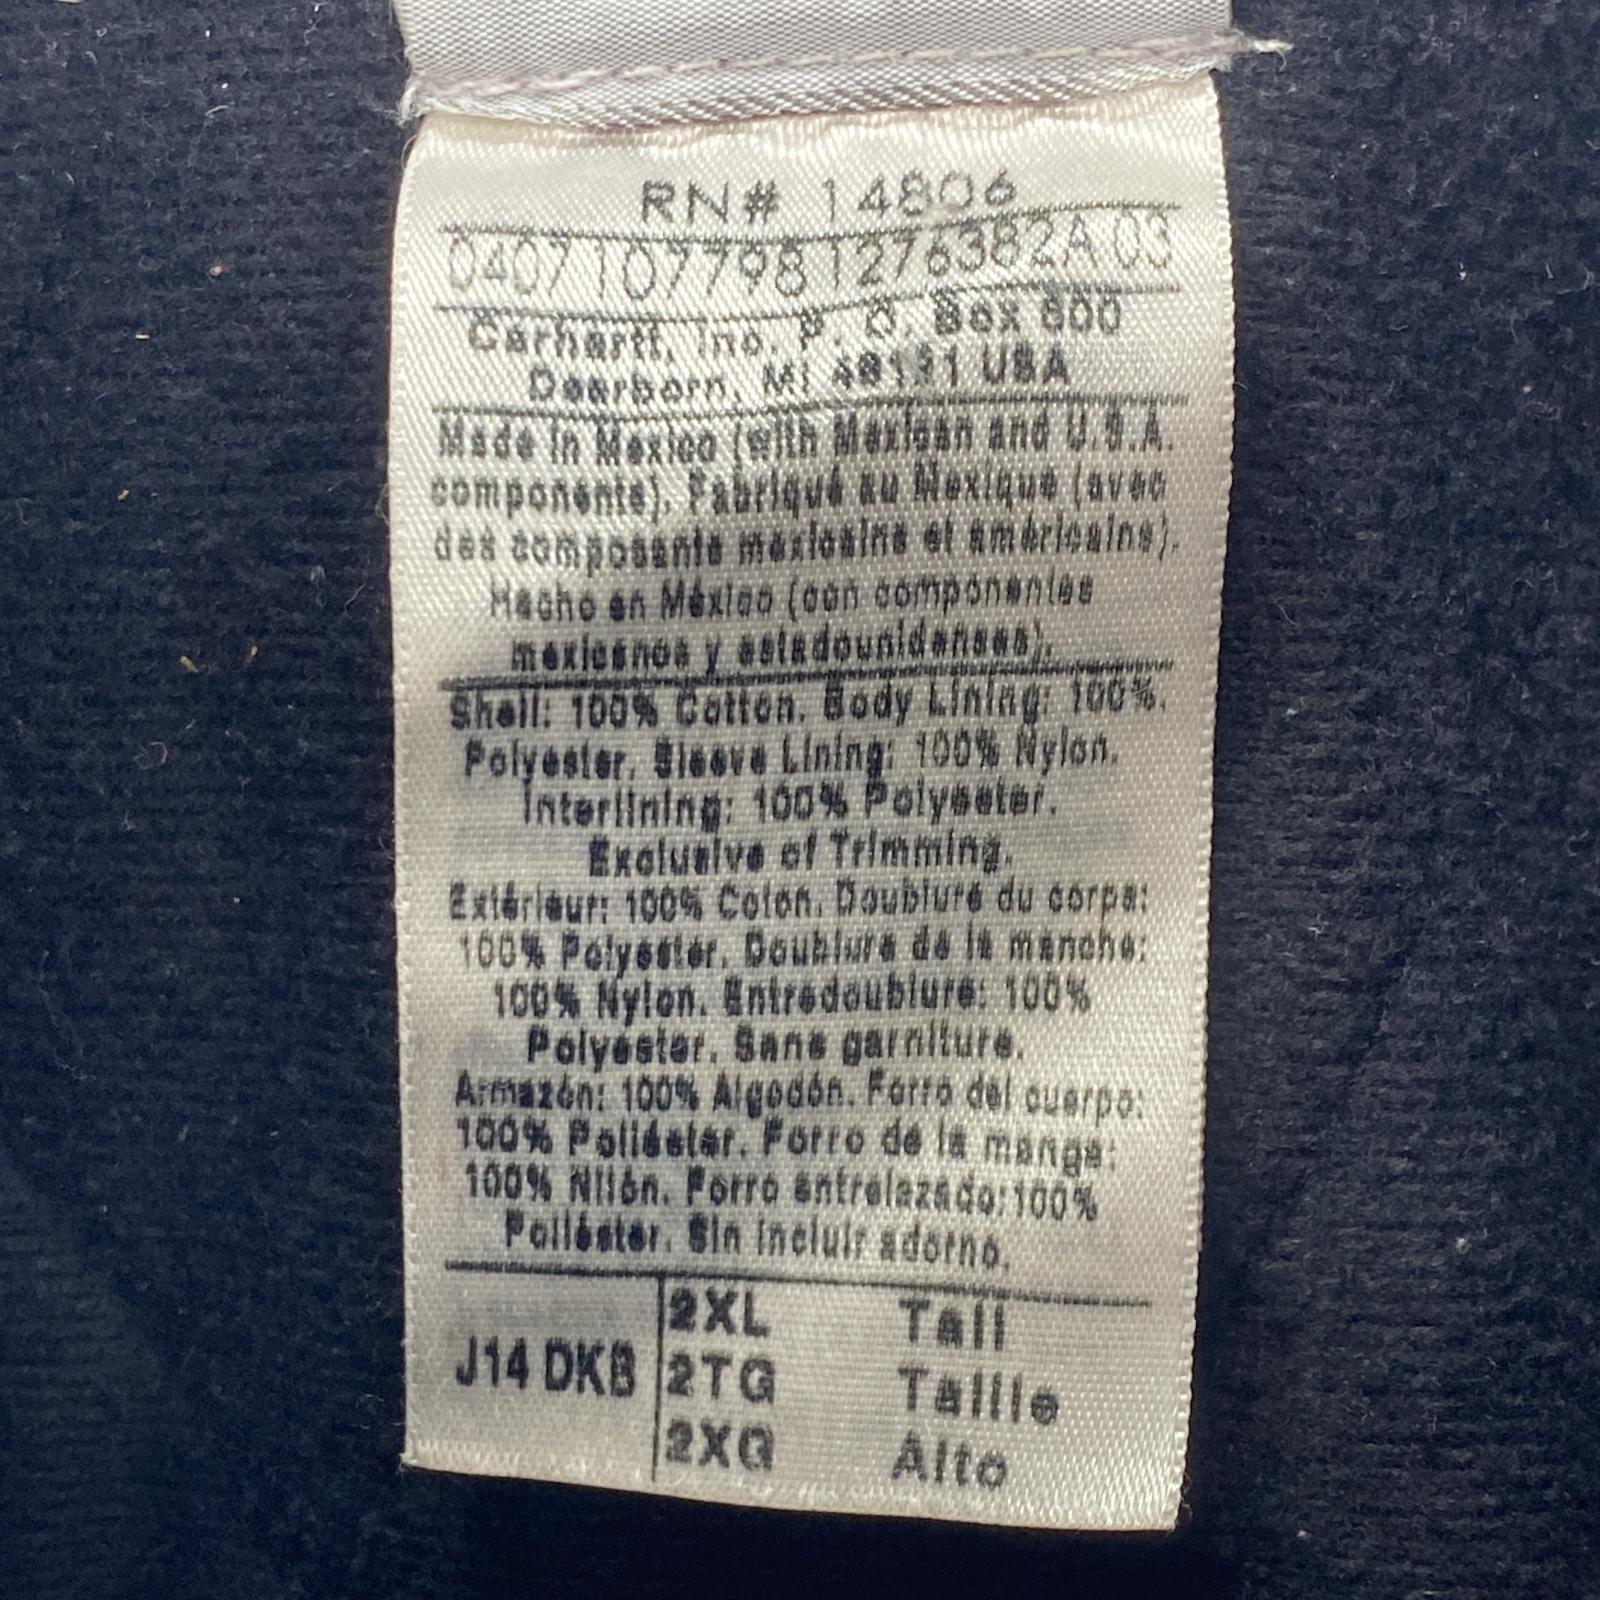 RN# 14806
0407107798 1276382A 03
Carhartt, Inc. P. O. Box 600
Dearborn, MI 48121 USA
Made in Mexico (with Mexican and U.S.A.
components). Fabriqué au Mexique (avec
des composants mexicains et américains).
Hecho en México (con componentes
mexicanos y estadounidenses).
Shell: 100% Cotton. Body Lining: 100%.
Polyester. Sleeve Lining: 100% Nylon.
Interlining: 100% Polyester.
Exclusive of Trimming.
Extérieur: 100% Coton. Doublure du corps:
100% Polyester. Doublure de la manche:
100% Nylon. Entredoublure: 100%
Polyester. Sans garniture.
Armazón: 100% Algodón. Forro del cuerpo:
100% Poliéster. Forro de la manga:
100% Nilón. Forro entrelazado:100%
Poliéster. Sin incluir adorno.
J14 DKB
2XL Tall
2TG Taille
2XG Alto